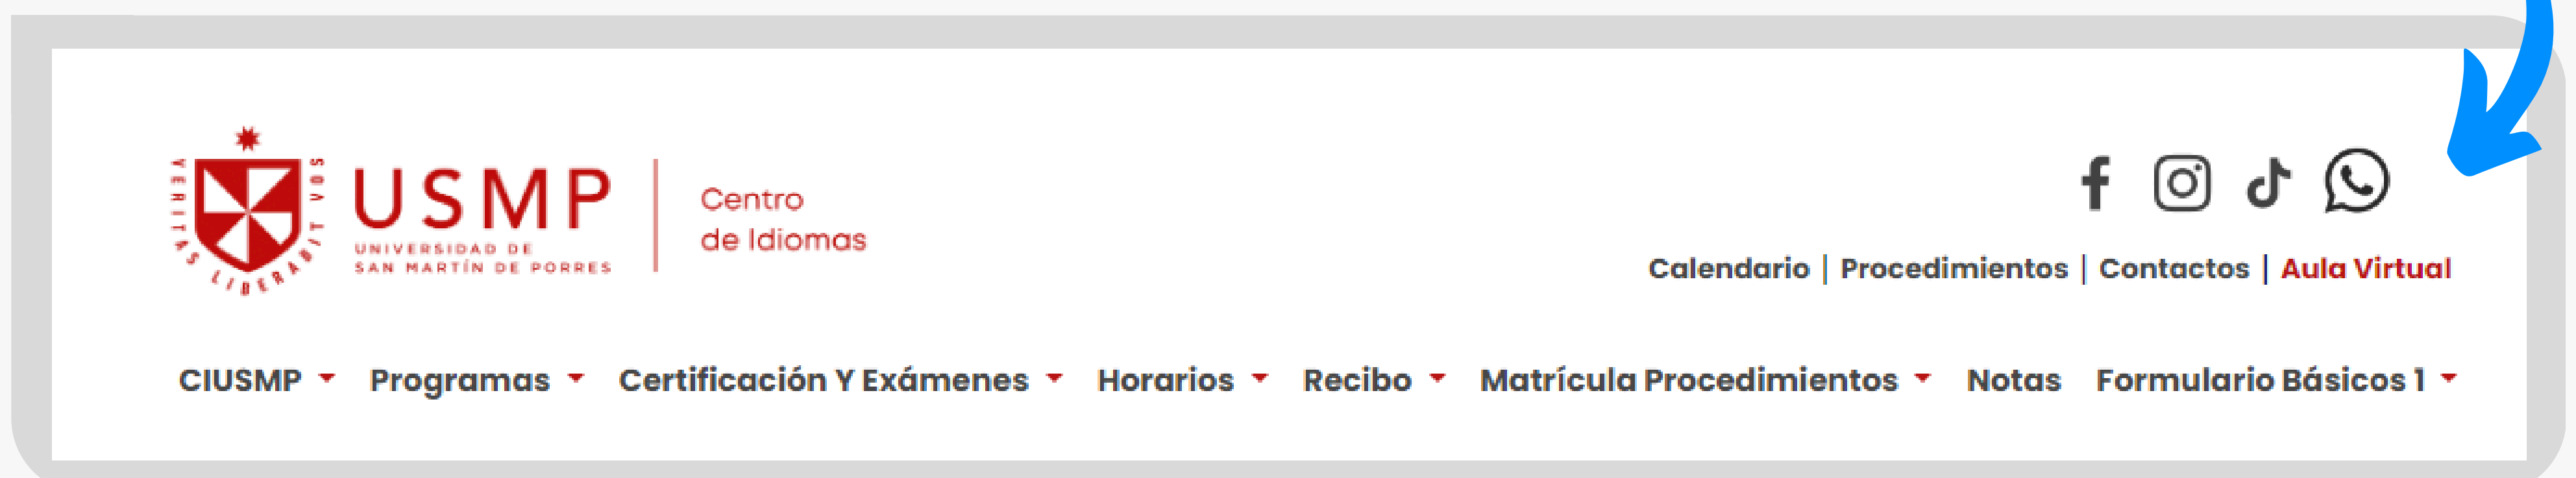 VERITAS LIBERABIT VOS
USMP
UNIVERSIDAD DE
SAN MARTÍN DE PORRES
Centro
de Idiomas
Calendario | Procedimientos | Contactos | Aula Virtual
CIUSMP Programas Certificación Y Exámenes Horarios Recibo Matrícula Procedimientos Notas Formulario Básicos 1